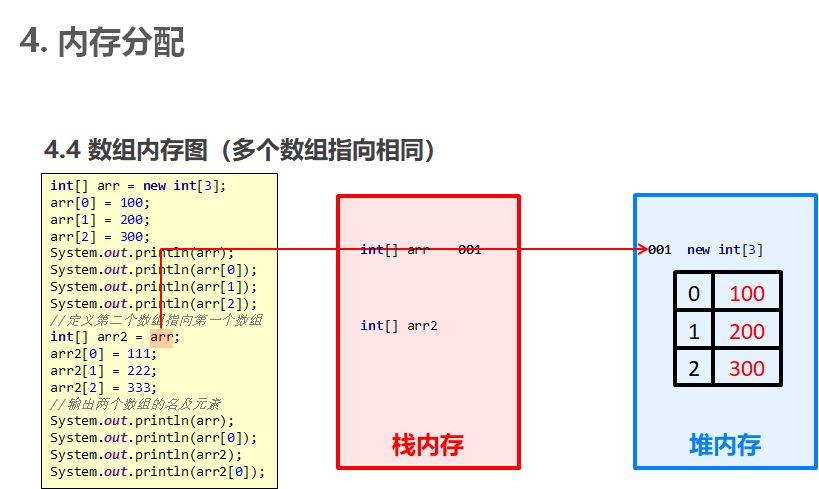 4. 内存分配
4.4 数组内存图（多个数组指向相同）
int[] arr = new int[3];
arr[0] = 100;
arr[1] = 200;
arr[2] = 300;
System.out.println(arr);
System.out.println(arr[0]);
System.out.println(arr[1]);
System.out.println(arr[2]);
//定义第二个数组指向第一个数组
int[] arr2 = arr;
arr2[0] = 111;
arr2[1] = 222;
arr2[2] = 333;
//输出两个数组的名及元素
System.out.println(arr);
System.out.println(arr[0]);
System.out.println(arr2);
System.out.println(arr2[0]);
int[] arr 001
int[] arr2
栈内存
001 new int[3]
0 100
1 200
2 300
堆内存